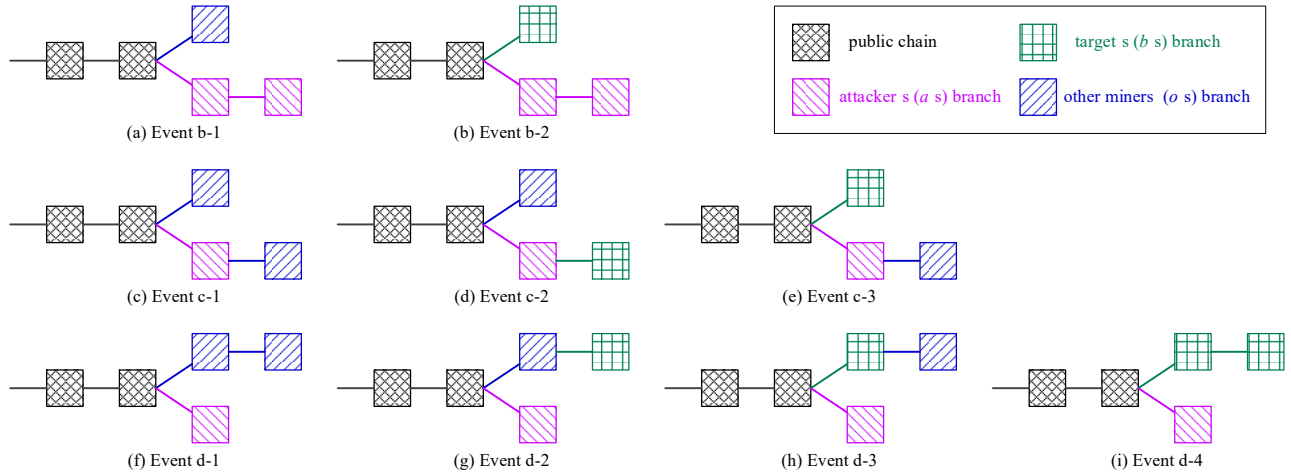 public chain
target s (b s) branch
attacker s (a s) branch
other miners (o s) branch
(a) Event b-1
(b) Event b-2
(c) Event c-1
(d) Event c-2
(e) Event c-3
(f) Event d-1
(g) Event d-2
(h) Event d-3
(i) Event d-4